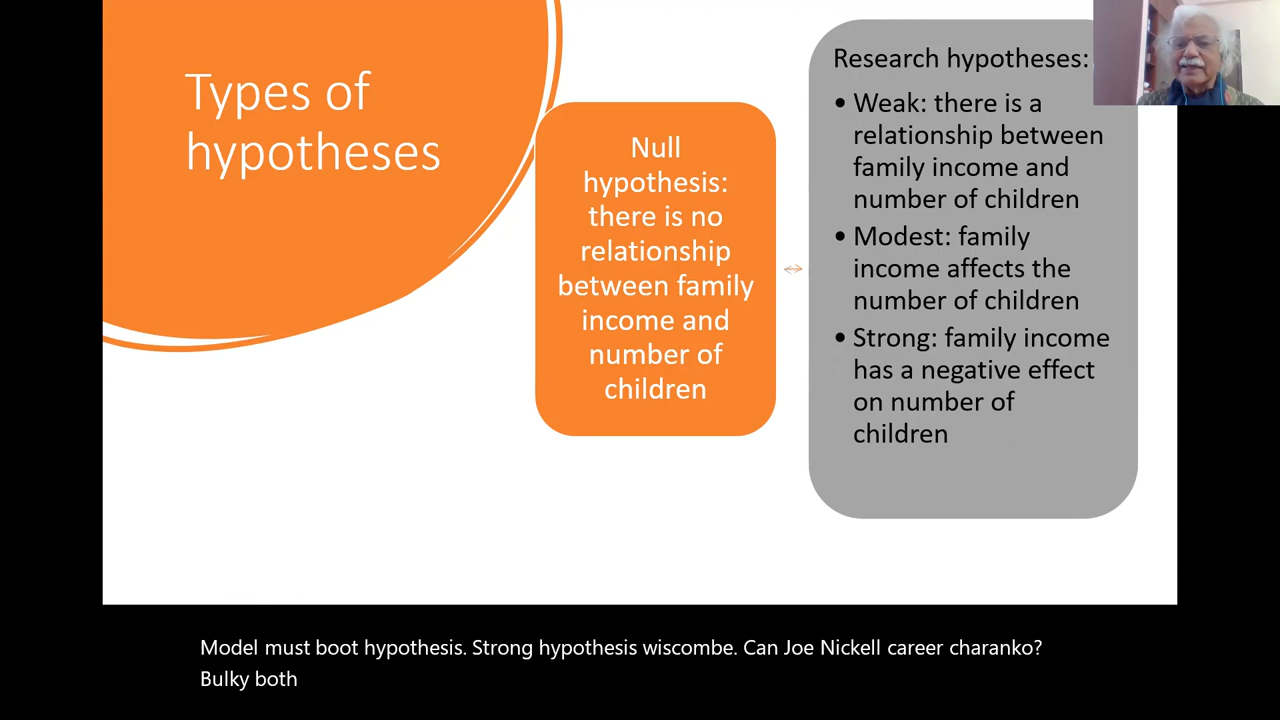 Types of
hypotheses
Null
hypothesis:
there is no
relationship
between family
income and
number of
children
Research hypotheses:
• Weak: there is a
relationship between
family income and
number of children
• Modest: family
income affects the
number of children
• Strong: family income
has a negative effect
on number of
children
Model must boot hypothesis. Strong hypothesis wiscombe. Can Joe Nickell career charanko?
Bulky both